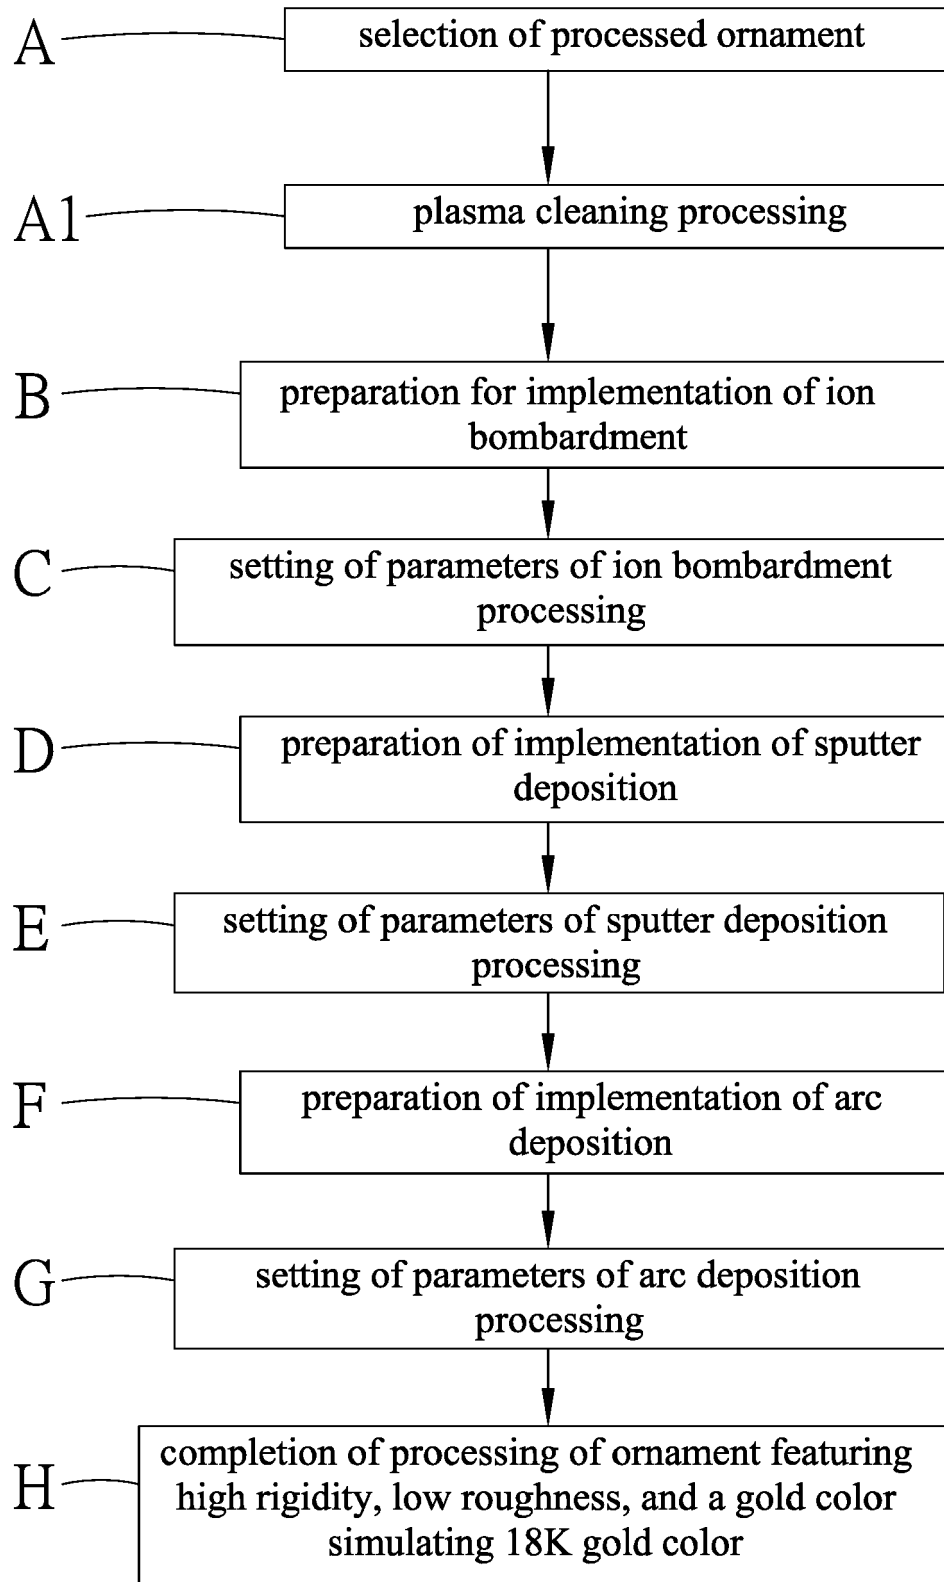 A
selection of processed ornament
A1
plasma cleaning processing
B
preparation for implementation of ion
bombardment
C
setting of parameters of ion bombardment
processing
D
preparation of implementation of sputter
deposition
E
setting of parameters of sputter deposition
processing
F
preparation of implementation of arc
deposition
G
setting of parameters of arc deposition
processing
H
completion of processing of ornament featuring
high rigidity, low roughness, and a gold color
simulating 18K gold color